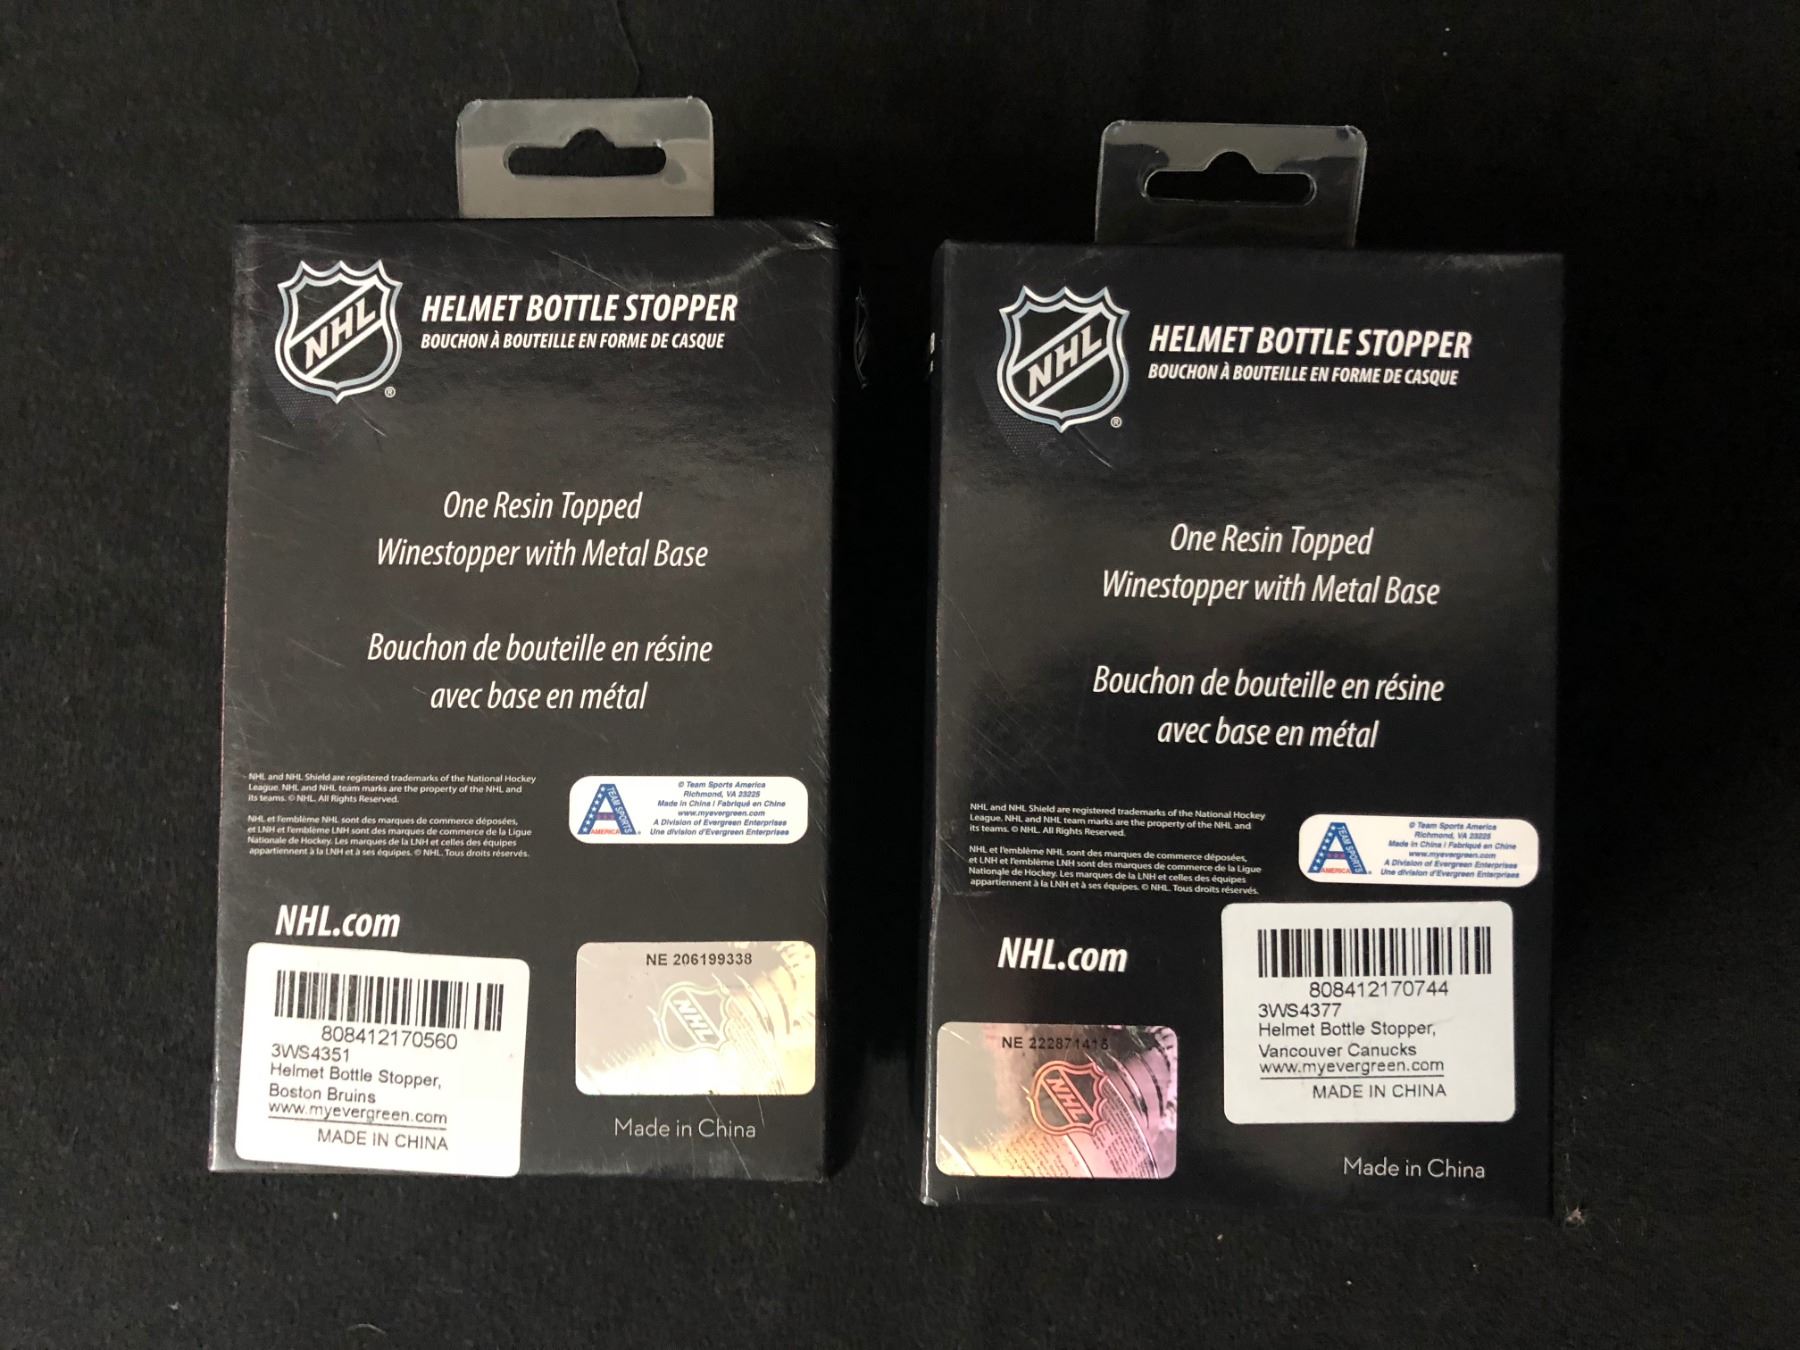 NHL
®
HELMET BOTTLE STOPPER
BOUCHON À BOUTEILLE EN FORME DE CASQUE
One Resin Topped
Winestopper with Metal Base
Bouchon de bouteille en résine
avec base en métal
NHL and NHL Shield are registered trademarks of the National Hockey
League. NHL and NHL team marks are the property of the NHL and
its teams. © NHL. All Rights Reserved.
NHL et l'emblème NHL sont des marques de commerce déposées,
et LNH et l'emblème LNH sont des marques de commerce de la Ligue
Nationale de Hockey. Les marques de la LNH et celles des équipes
appartiennent à la LNH et à ses équipes. © NHL. Tous droits réservés.
A TEAM SPORTS
AMERICA
© Team Sports America
Richmond, VA 23225
Made in China / Fabriqué en Chine
www.myevergreen.com
A Division of Evergreen Enterprises
Une division d'Evergreen Enterprises
NHL.com
808412170560
3WS4351
Helmet Bottle Stopper,
Boston Bruins
www.myevergreen.com
MADE IN CHINA
NE 206199338
NHL
Made in China
NHL
®
HELMET BOTTLE STOPPER
BOUCHON À BOUTEILLE EN FORME DE CASQUE
One Resin Topped
Winestopper with Metal Base
Bouchon de bouteille en résine
avec base en métal
NHL and NHL Shield are registered trademarks of the National Hockey
League. NHL and NHL team marks are the property of the NHL and
its teams. © NHL. All Rights Reserved.
NHL et l'emblème NHL sont des marques de commerce déposées,
et LNH et l'emblème LNH sont des marques de commerce de la Ligue
Nationale de Hockey. Les marques de la LNH et celles des équipes
appartiennent à la LNH et à ses équipes. © NHL. Tous droits réservés.
A TEAM SPORTS
AMERICA
© Team Sports America
Richmond, VA 23225
Made in China / Fabriqué en Chine
www.myevergreen.com
A Division of Evergreen Enterprises
Une division d'Evergreen Enterprises
NHL.com
808412170744
3WS4377
Helmet Bottle Stopper,
Vancouver Canucks
www.myevergreen.com
MADE IN CHINA
NE 222871415
NHL
Made in China